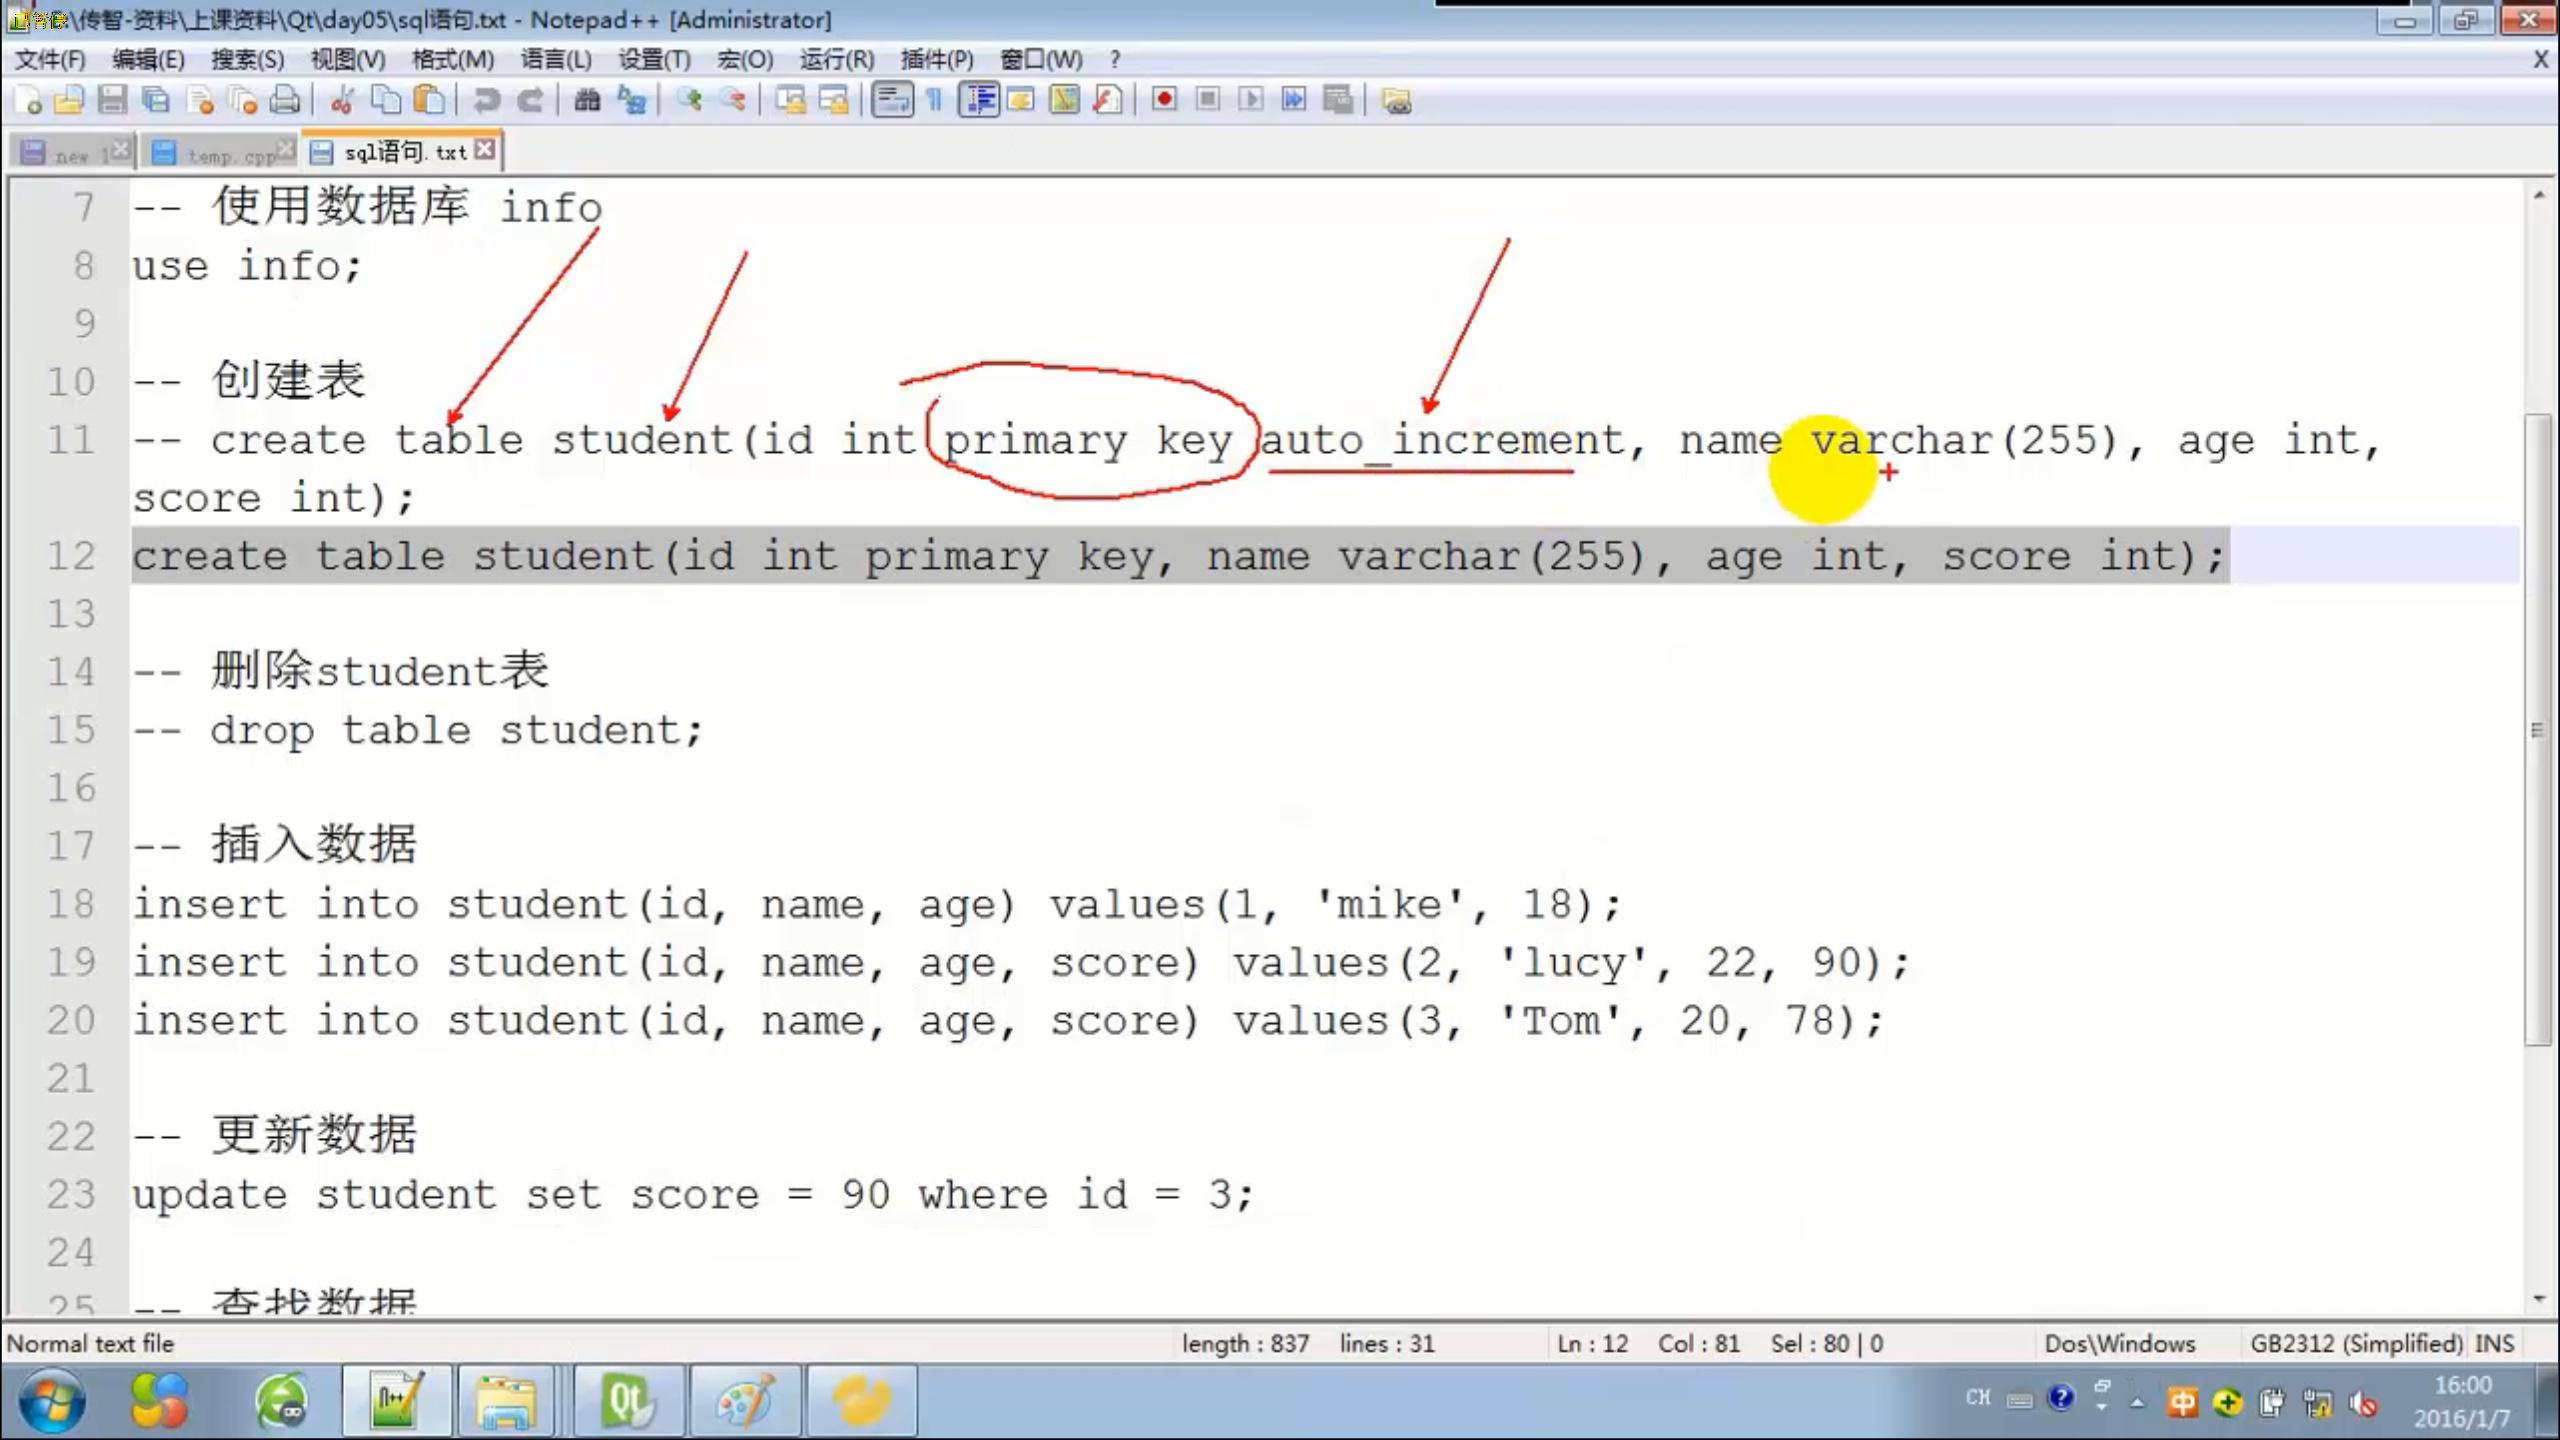 \传智-资料\上课资料\Qt\day05\sql语句.txt - Notepad++ [Administrator]
文件(F) 编辑(E) 搜索(S) 视图(V) 格式(M) 语言(L) 设置(T) 宏(O) 运行(R) 插件(P) 窗口(W) ? X
new 1 temp.cpp sql语句.txt
7 -- 使用数据库 info
8 use info;
9
10 -- 创建表
11 -- create table student(id int primary key auto_increment, name varchar(255), age int,
score int);
12 create table student(id int primary key, name varchar(255), age int, score int);
13
14 -- 删除student表
15 -- drop table student;
16
17 -- 插入数据
18 insert into student(id, name, age) values(1, 'mike', 18);
19 insert into student(id, name, age, score) values(2, 'lucy', 22, 90);
20 insert into student(id, name, age, score) values(3, 'Tom', 20, 78);
21
22 -- 更新数据
23 update student set score = 90 where id = 3;
24
25 -- 查找数据
Normal text file length : 837 lines : 31 Ln : 12 Col : 81 Sel : 80 | 0 Dos\Windows GB2312 (Simplified) INS
CH 中 16:00
2016/1/7